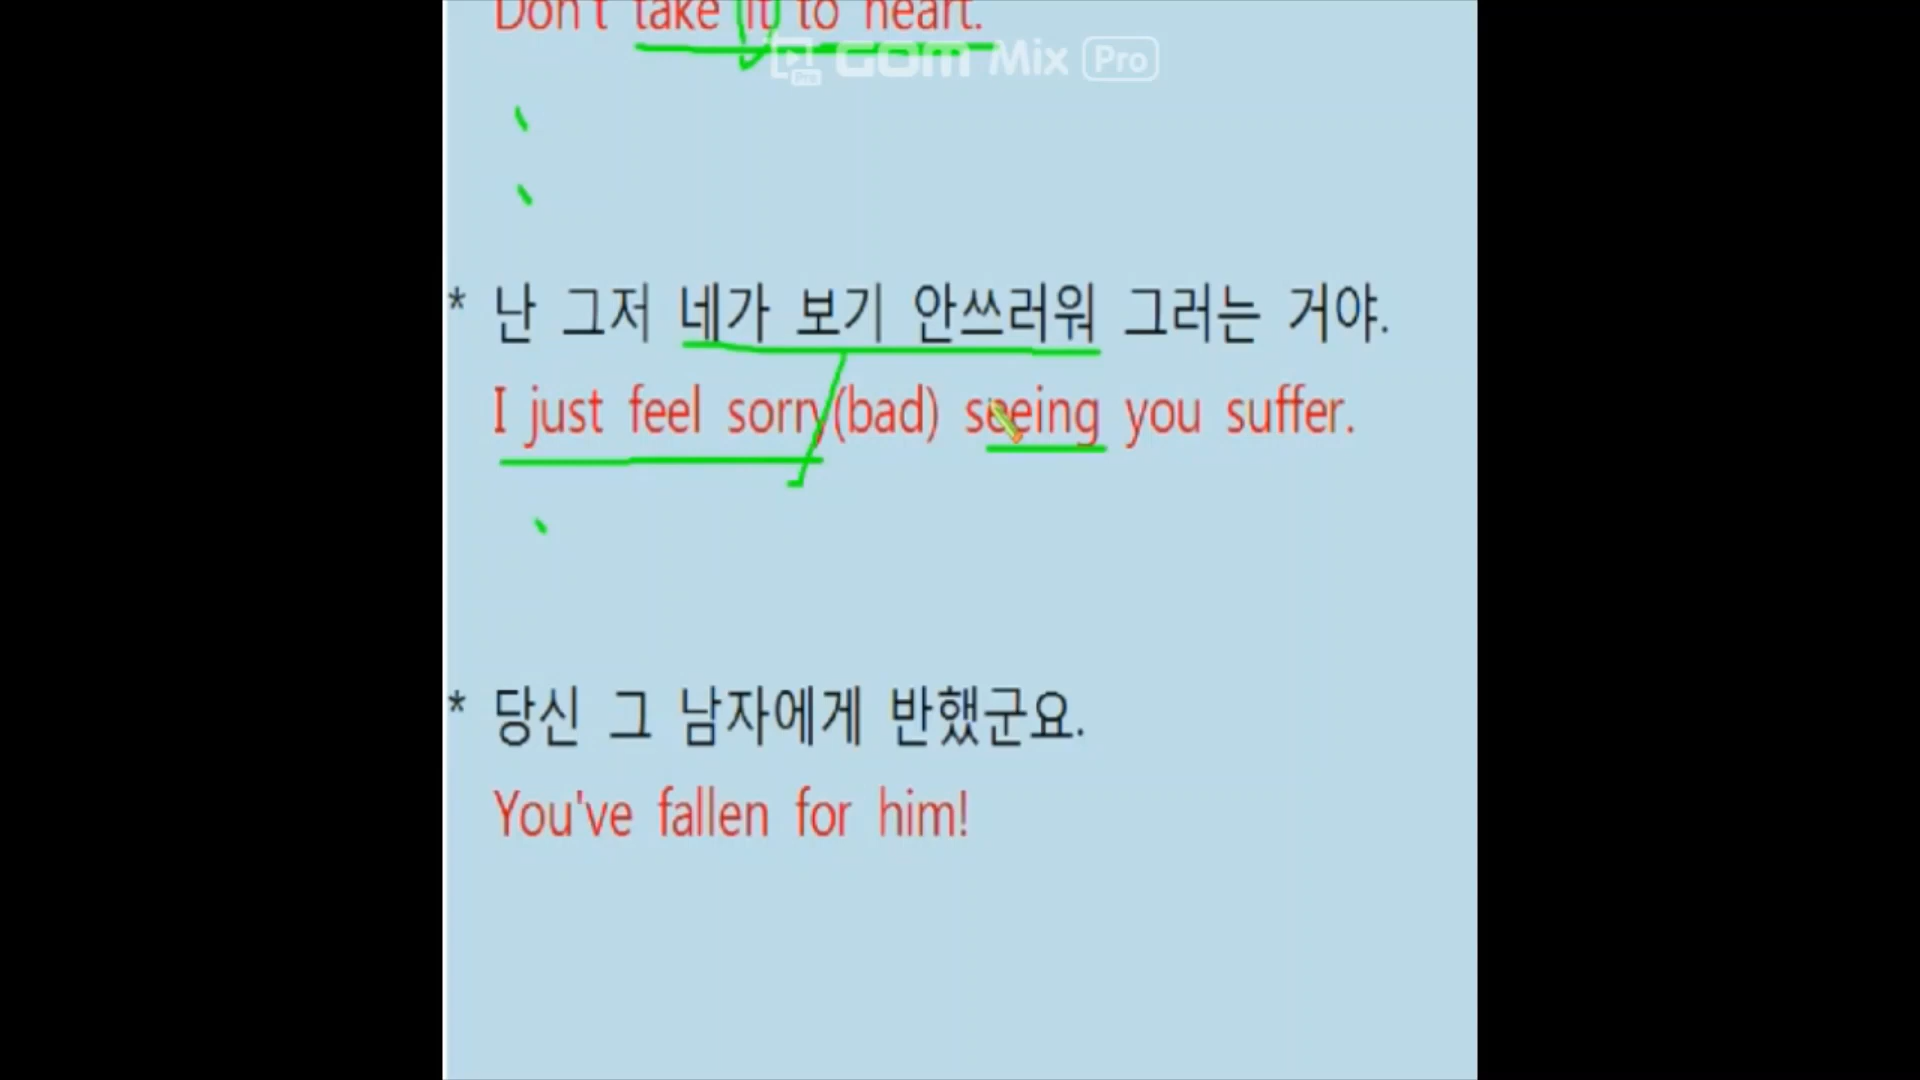 Don't take it to heart.
GOM Mix Pro
* 난 그저 네가 보기 안쓰러워 그러는 거야.
I just feel sorry(bad) seeing you suffer.
* 당신 그 남자에게 반했군요.
You've fallen for him!